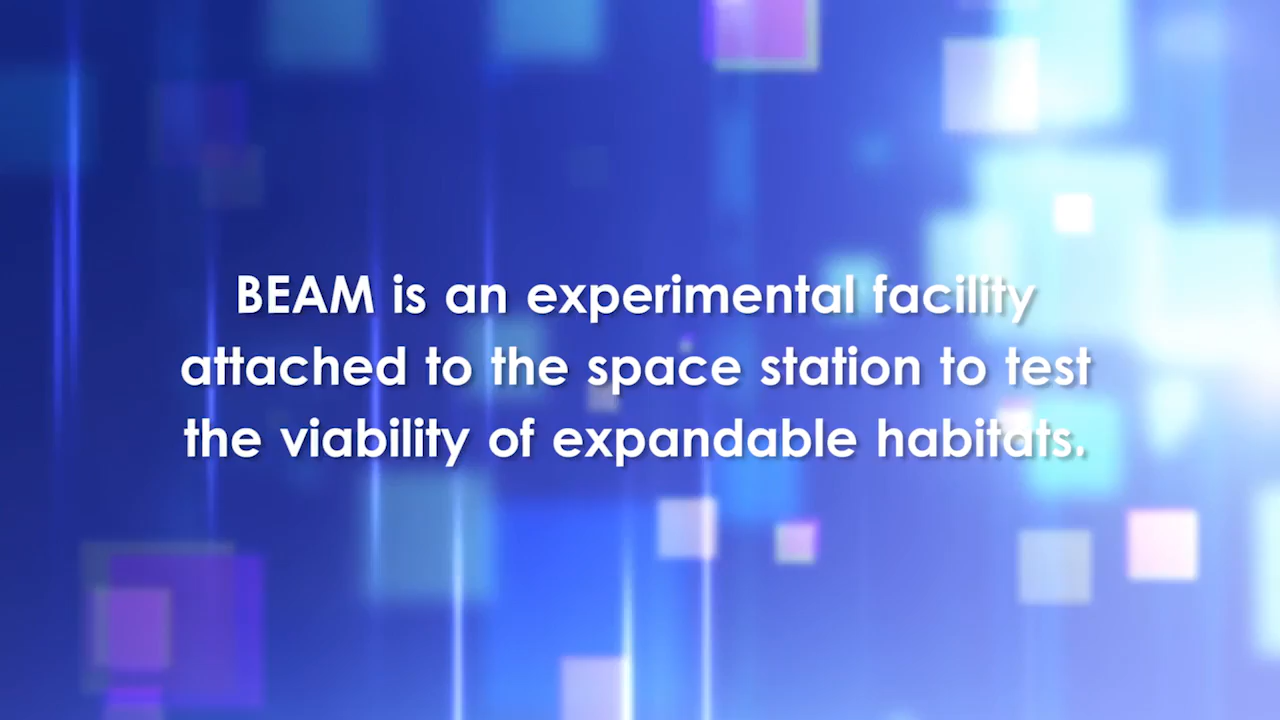 BEAM is an experimental facility
attached to the space station to test
the viability of expandable habitats.